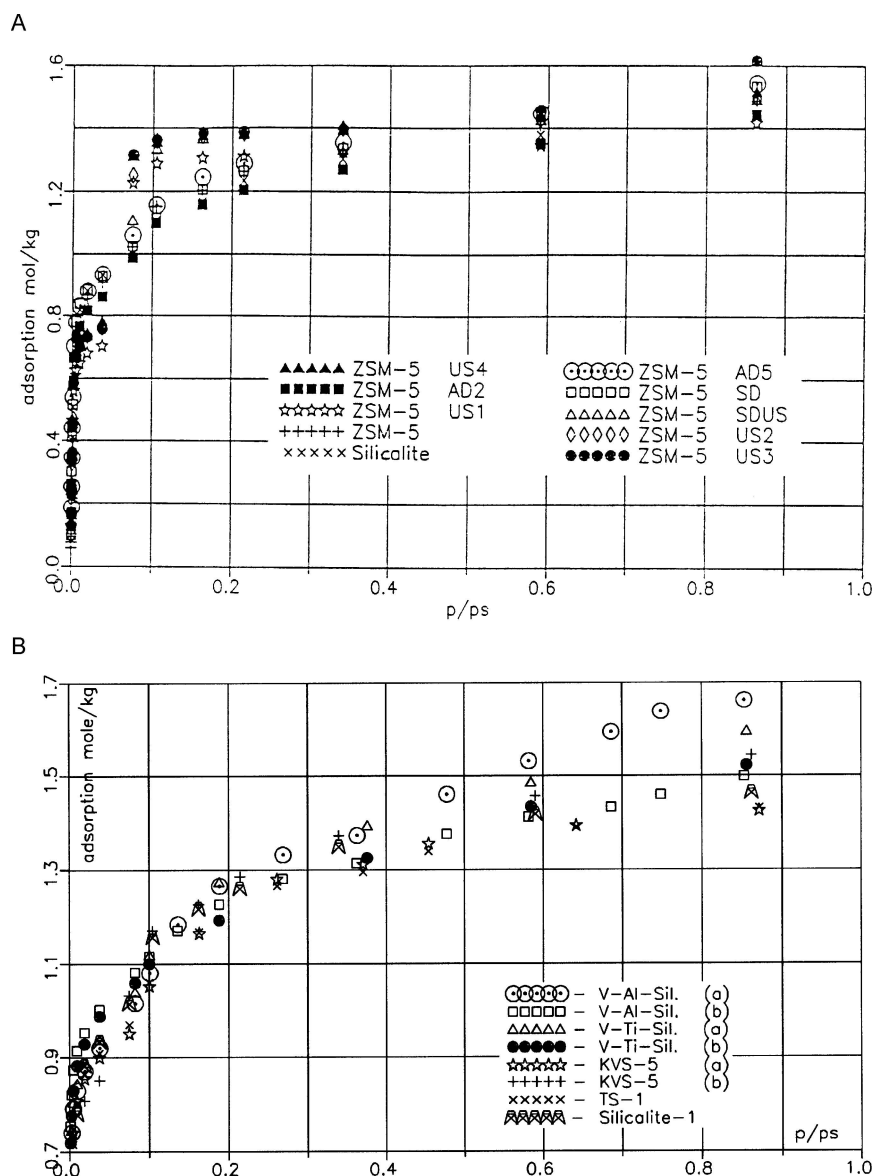 A
1.6
1.2
0.8
0.4
0.0
adsorption mol/kg
ZSM-5 US4
ZSM-5 AD2
ZSM-5 US1
ZSM-5
Silicalite
ZSM-5 AD5
ZSM-5 SD
ZSM-5 SDUS
ZSM-5 US2
ZSM-5 US3
0.0 0.2 0.4 0.6 0.8 1.0
p/ps
B
1.7
1.5
1.3
1.1
0.9
0.7
adsorption mole/kg
– V-Al-Sil. (a)
– V-Al-Sil. (b)
– V-Ti-Sil. (a)
– V-Ti-Sil. (b)
– KVS-5 (a)
– KVS-5 (b)
– TS-1
– Silicalite-1
p/ps
0.0 0.2 0.4 0.6 0.8 1.0